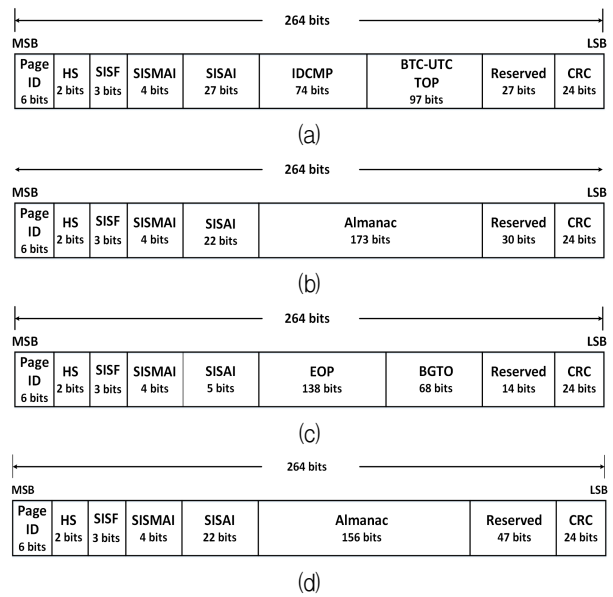 264 bits
MSB LSB
Page ID 6 bits HS 2 bits SISF 3 bits SISMAI 4 bits SISAI 27 bits IDCMP 74 bits BTC-UTC TOP 97 bits Reserved 27 bits CRC 24 bits
(a)
264 bits
MSB LSB
Page ID 6 bits HS 2 bits SISF 3 bits SISMAI 4 bits SISAI 22 bits Almanac 173 bits Reserved 30 bits CRC 24 bits
(b)
264 bits
MSB LSB
Page ID 6 bits HS 2 bits SISF 3 bits SISMAI 4 bits SISAI 5 bits EOP 138 bits BGTO 68 bits Reserved 14 bits CRC 24 bits
(c)
264 bits
MSB LSB
Page ID 6 bits HS 2 bits SISF 3 bits SISMAI 4 bits SISAI 22 bits Almanac 156 bits Reserved 47 bits CRC 24 bits
(d)